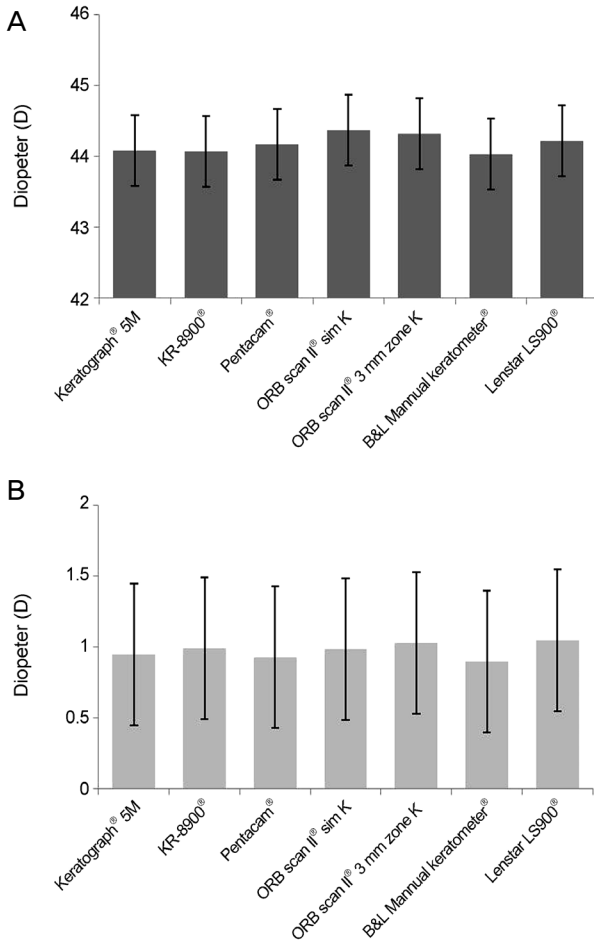 A
46
45
44
43
42
Diopeter (D)
Keratograph® 5M
KR-8900®
Pentacam®
ORB scan II® sim K
ORB scan II® 3 mm zone K
B&L Mannual keratometer®
Lenstar LS900®
B
2
1.5
1
0.5
0
Diopeter (D)
Keratograph® 5M
KR-8900®
Pentacam®
ORB scan II® sim K
ORB scan II® 3 mm zone K
B&L Mannual keratometer®
Lenstar LS900®